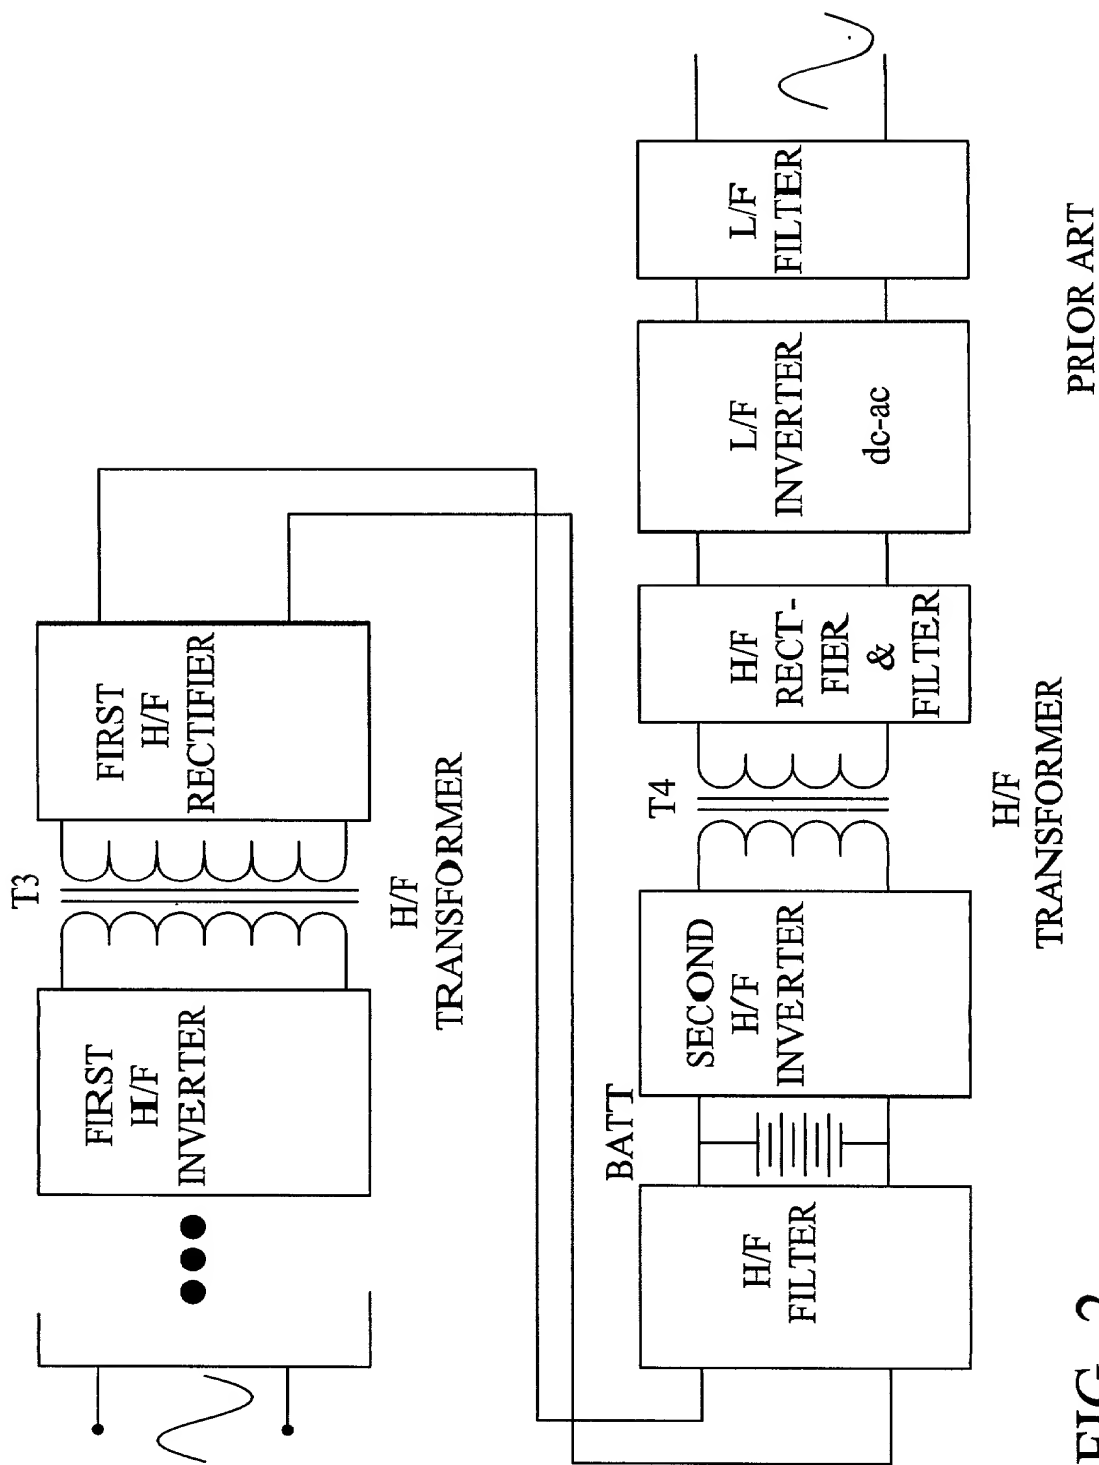 T3
FIRST
H/F
INVERTER
FIRST
H/F
RECTIFIER
H/F
TRANSFORMER
BATT
H/F
FILTER
SECOND
H/F
INVERTER
T4
H/F
RECT-
FIER
&
FILTER
L/F
INVERTER
dc-ac
L/F
FILTER
H/F
TRANSFORMER
FIG. 2
PRIOR ART